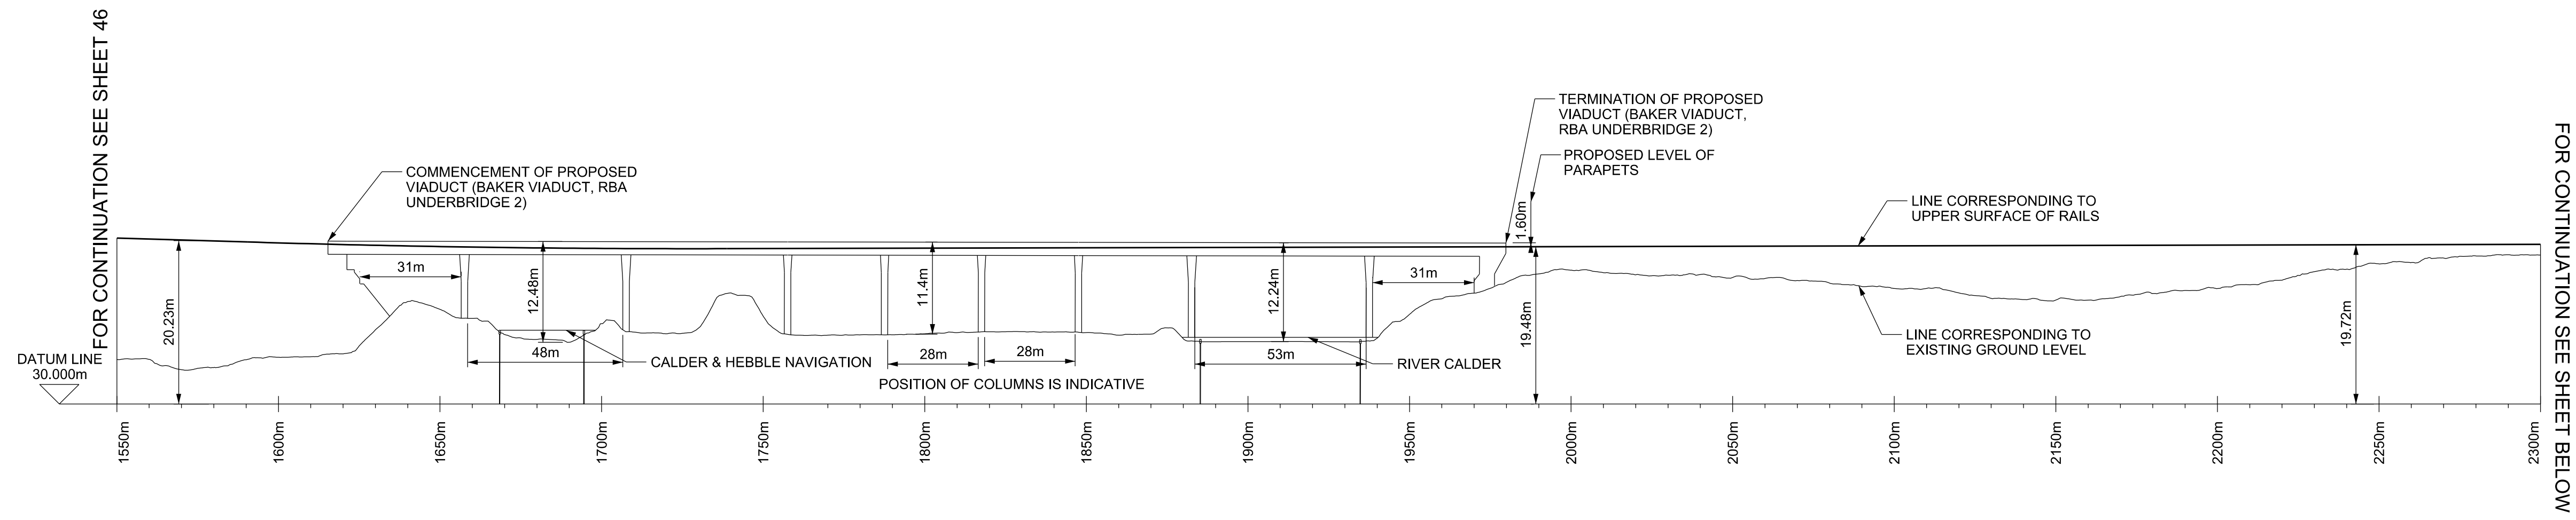 FOR CONTINUATION SEE SHEET 46
COMMENCEMENT OF PROPOSED
VIADUCT (BAKER VIADUCT, RBA
UNDERBRIDGE 2)
TERMINATION OF PROPOSED
VIADUCT (BAKER VIADUCT,
RBA UNDERBRIDGE 2)
PROPOSED LEVEL OF
PARAPETS
1.60m
LINE CORRESPONDING TO
UPPER SURFACE OF RAILS
FOR CONTINUATION SEE SHEET BELOW
20.23m
31m
12.48m
11.4m
12.24m
31m
19.48m
19.72m
LINE CORRESPONDING TO
EXISTING GROUND LEVEL
48m
CALDER & HEBBLE NAVIGATION
28m
28m
53m
RIVER CALDER
POSITION OF COLUMNS IS INDICATIVE
DATUM LINE
30.000m
1550m
1600m
1650m
1700m
1750m
1800m
1850m
1900m
1950m
2000m
2050m
2100m
2150m
2200m
2250m
2300m